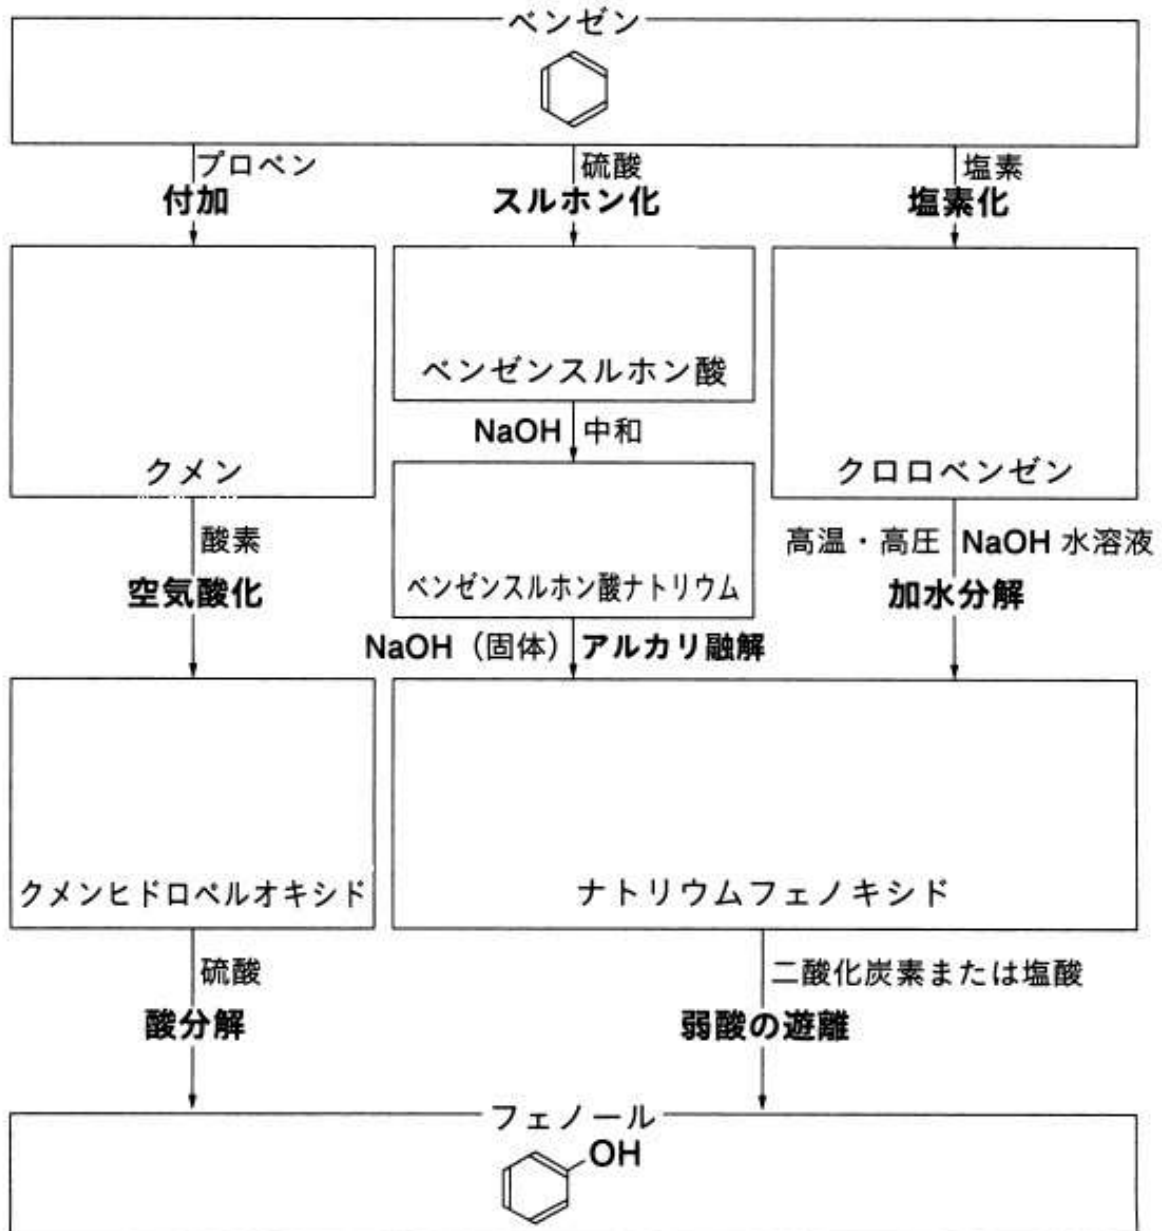 ベンゼン
プロペン
付加
硫酸
スルホン化
塩素
塩素化
クメン
ベンゼンスルホン酸
クロロベンゼン
NaOH 中和
ベンゼンスルホン酸ナトリウム
酸素
空気酸化
高温・高圧 NaOH 水溶液
加水分解
NaOH（固体）アルカリ融解
クメンヒドロペルオキシド
ナトリウムフェノキシド
硫酸
酸分解
二酸化炭素または塩酸
弱酸の遊離
フェノール
OH